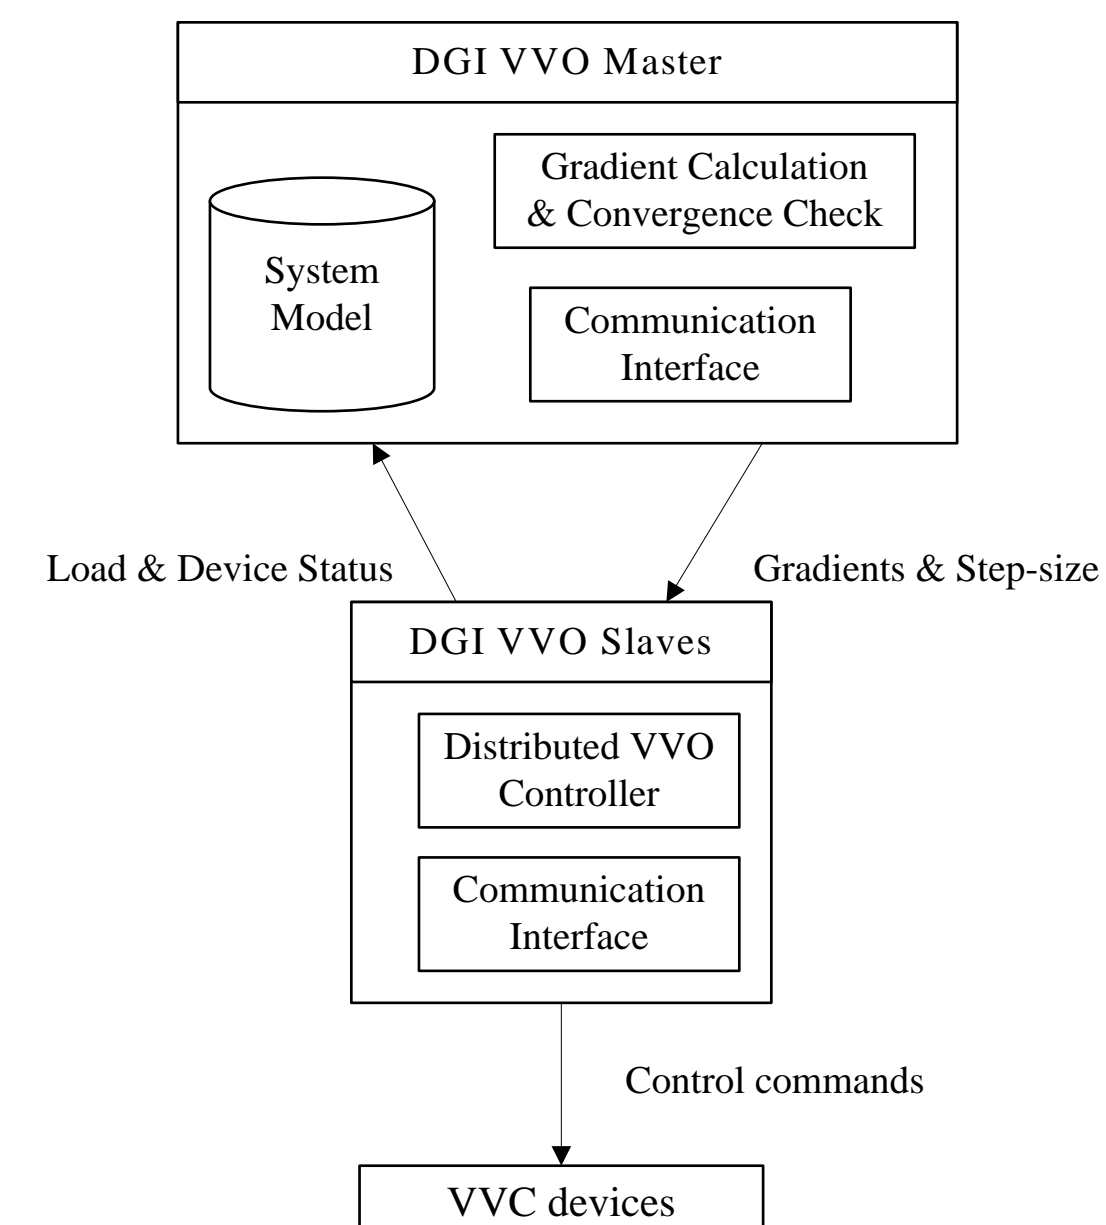 DGI VVO Master
Gradient Calculation
& Convergence Check
System
Model
Communication
Interface
Load & Device Status
Gradients & Step-size
DGI VVO Slaves
Distributed VVO
Controller
Communication
Interface
Control commands
VVC devices